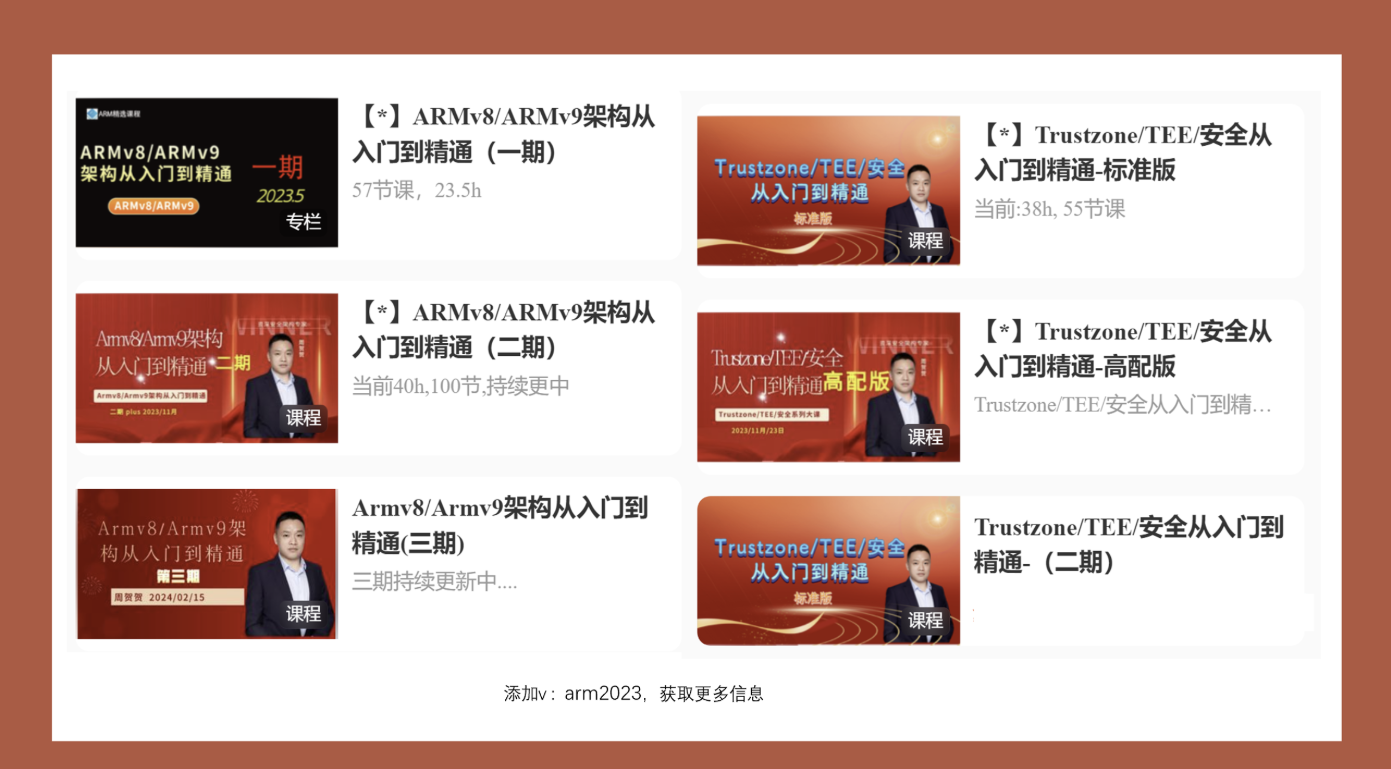 ARM精选课程
ARMv8/ARMv9
架构从入门到精通
一期
2023.5
ARMv8/ARMv9
专栏
【*】ARMv8/ARMv9架构从
入门到精通（一期）
57节课，23.5h
Armv8/Armv9架构
从入门到精通
二期
WINNER
Armv8/Armv9架构从入门到精通
二期 plus 2023/11月
课程
【*】ARMv8/ARMv9架构从
入门到精通（二期）
当前40h,100节,持续更中
Armv8/Armv9架
构从入门到精通
第三期
周贺贺 2024/02/15
课程
Armv8/Armv9架构从入门到
精通(三期)
三期持续更新中....
Trustzone/TEE/安全
从入门到精通
标准版
课程
【*】Trustzone/TEE/安全从
入门到精通-标准版
当前:38h, 55节课
Trustzone/TEE/安全
从入门到精通
高配版
WINNER
Trustzone/TEE/安全系列大课
2023/11月/23日
课程
【*】Trustzone/TEE/安全从
入门到精通-高配版
Trustzone/TEE/安全从入门到精…
Trustzone/TEE/安全
从入门到精通
标准版
课程
Trustzone/TEE/安全从入门到
精通-（二期）
添加v：arm2023，获取更多信息